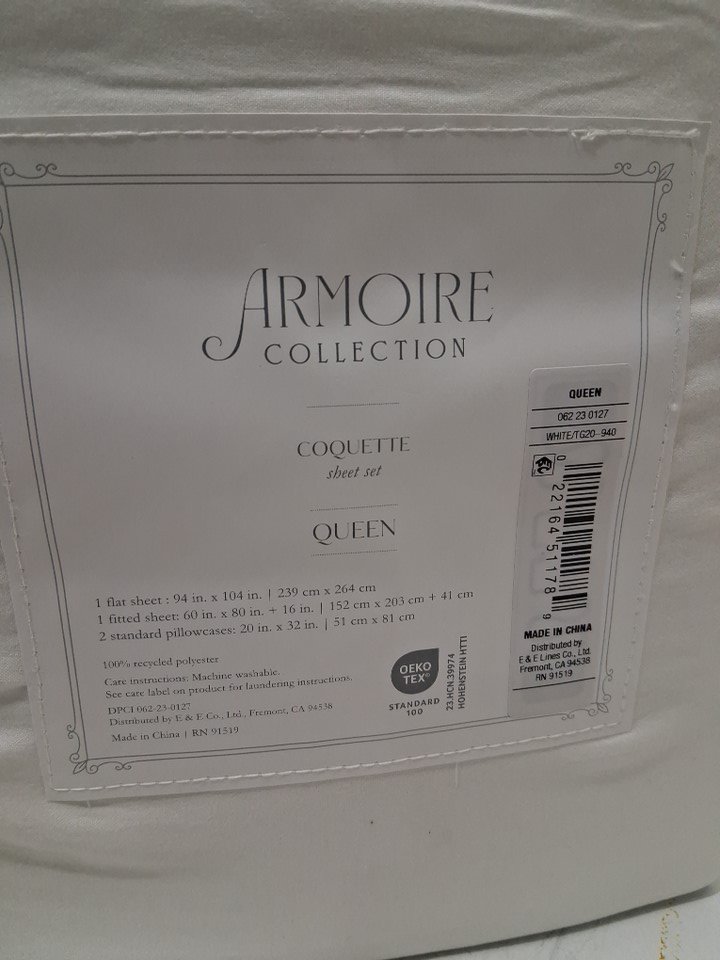 ARMOIRE
COLLECTION
COQUETTE
sheet set
QUEEN
1 flat sheet : 94 in. x 104 in. | 239 cm x 264 cm
1 fitted sheet: 60 in. x 80 in. + 16 in. | 152 cm x 203 cm + 41 cm
2 standard pillowcases: 20 in. x 32 in. | 51 cm x 81 cm
100% recycled polyester
Care instructions: Machine washable.
See care label on product for laundering instructions.
DPCI 062-23-0127
Distributed by E & E Co., Ltd., Fremont, CA 94538
Made in China | RN 91519
OEKO
TEX®
STANDARD
100
23.HCN.39974
HOHENSTEIN HTTI
QUEEN
062 23 0127
WHITE/TG20-940
0 22164 51178 9
MADE IN CHINA
Distributed by
E & E Lines Co., Ltd.
Fremont, CA 94538
RN 91519